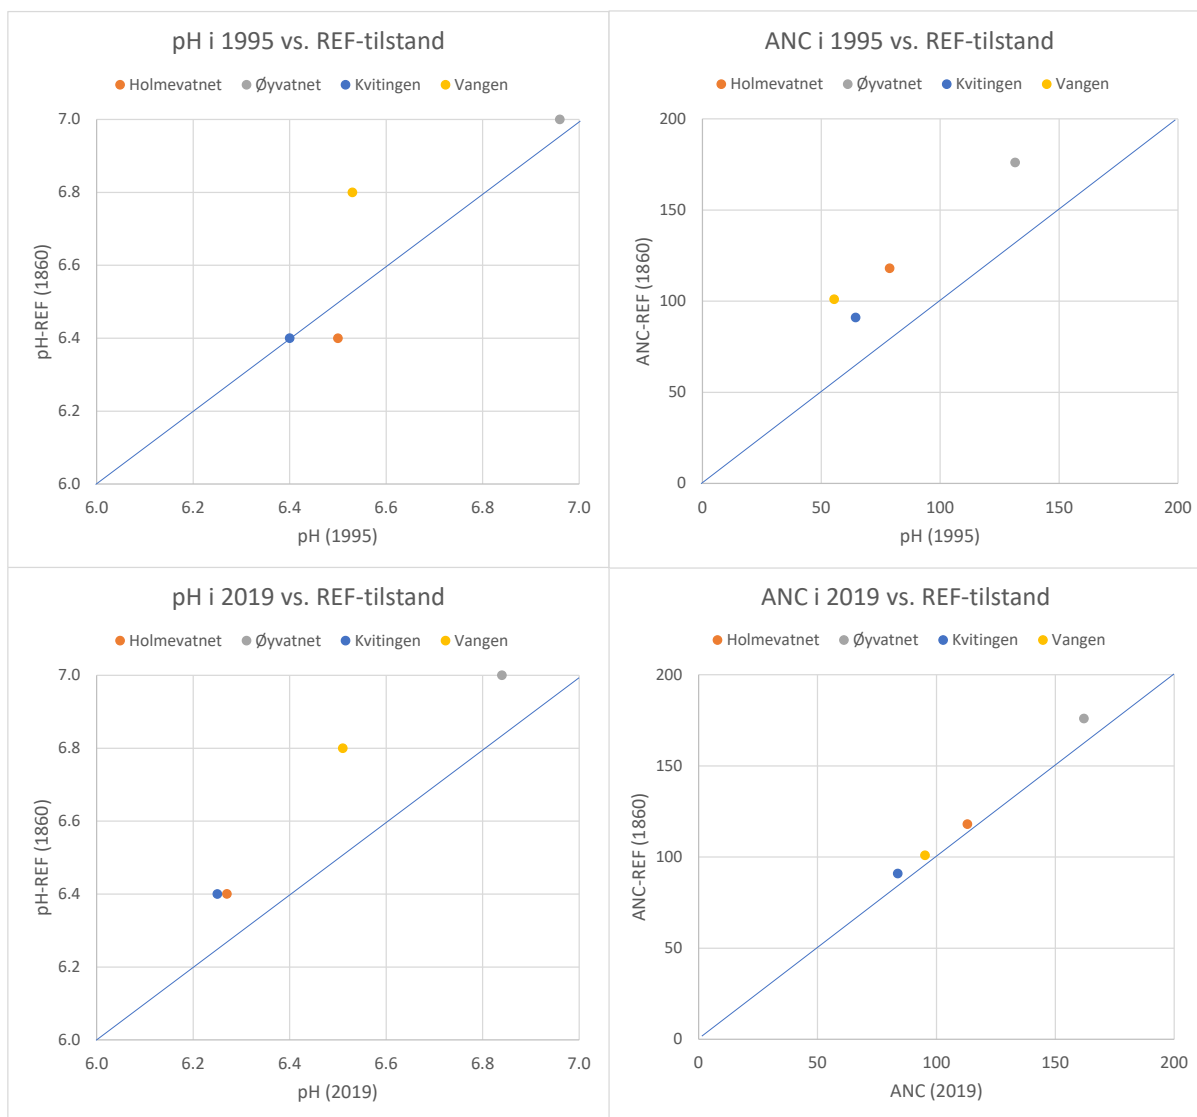 pH i 1995 vs. REF-tilstand
Holmevatnet Øyvatnet Kvitingen Vangen
7.0
6.8
6.6
6.4
6.2
6.0
pH-REF (1860)
6.0 6.2 6.4 6.6 6.8 7.0
pH (1995)
ANC i 1995 vs. REF-tilstand
Holmevatnet Øyvatnet Kvitingen Vangen
200
150
100
50
0
ANC-REF (1860)
0 50 100 150 200
pH (1995)
pH i 2019 vs. REF-tilstand
Holmevatnet Øyvatnet Kvitingen Vangen
7.0
6.8
6.6
6.4
6.2
6.0
pH-REF (1860)
6.0 6.2 6.4 6.6 6.8 7.0
pH (2019)
ANC i 2019 vs. REF-tilstand
Holmevatnet Øyvatnet Kvitingen Vangen
200
150
100
50
0
ANC-REF (1860)
0 50 100 150 200
ANC (2019)